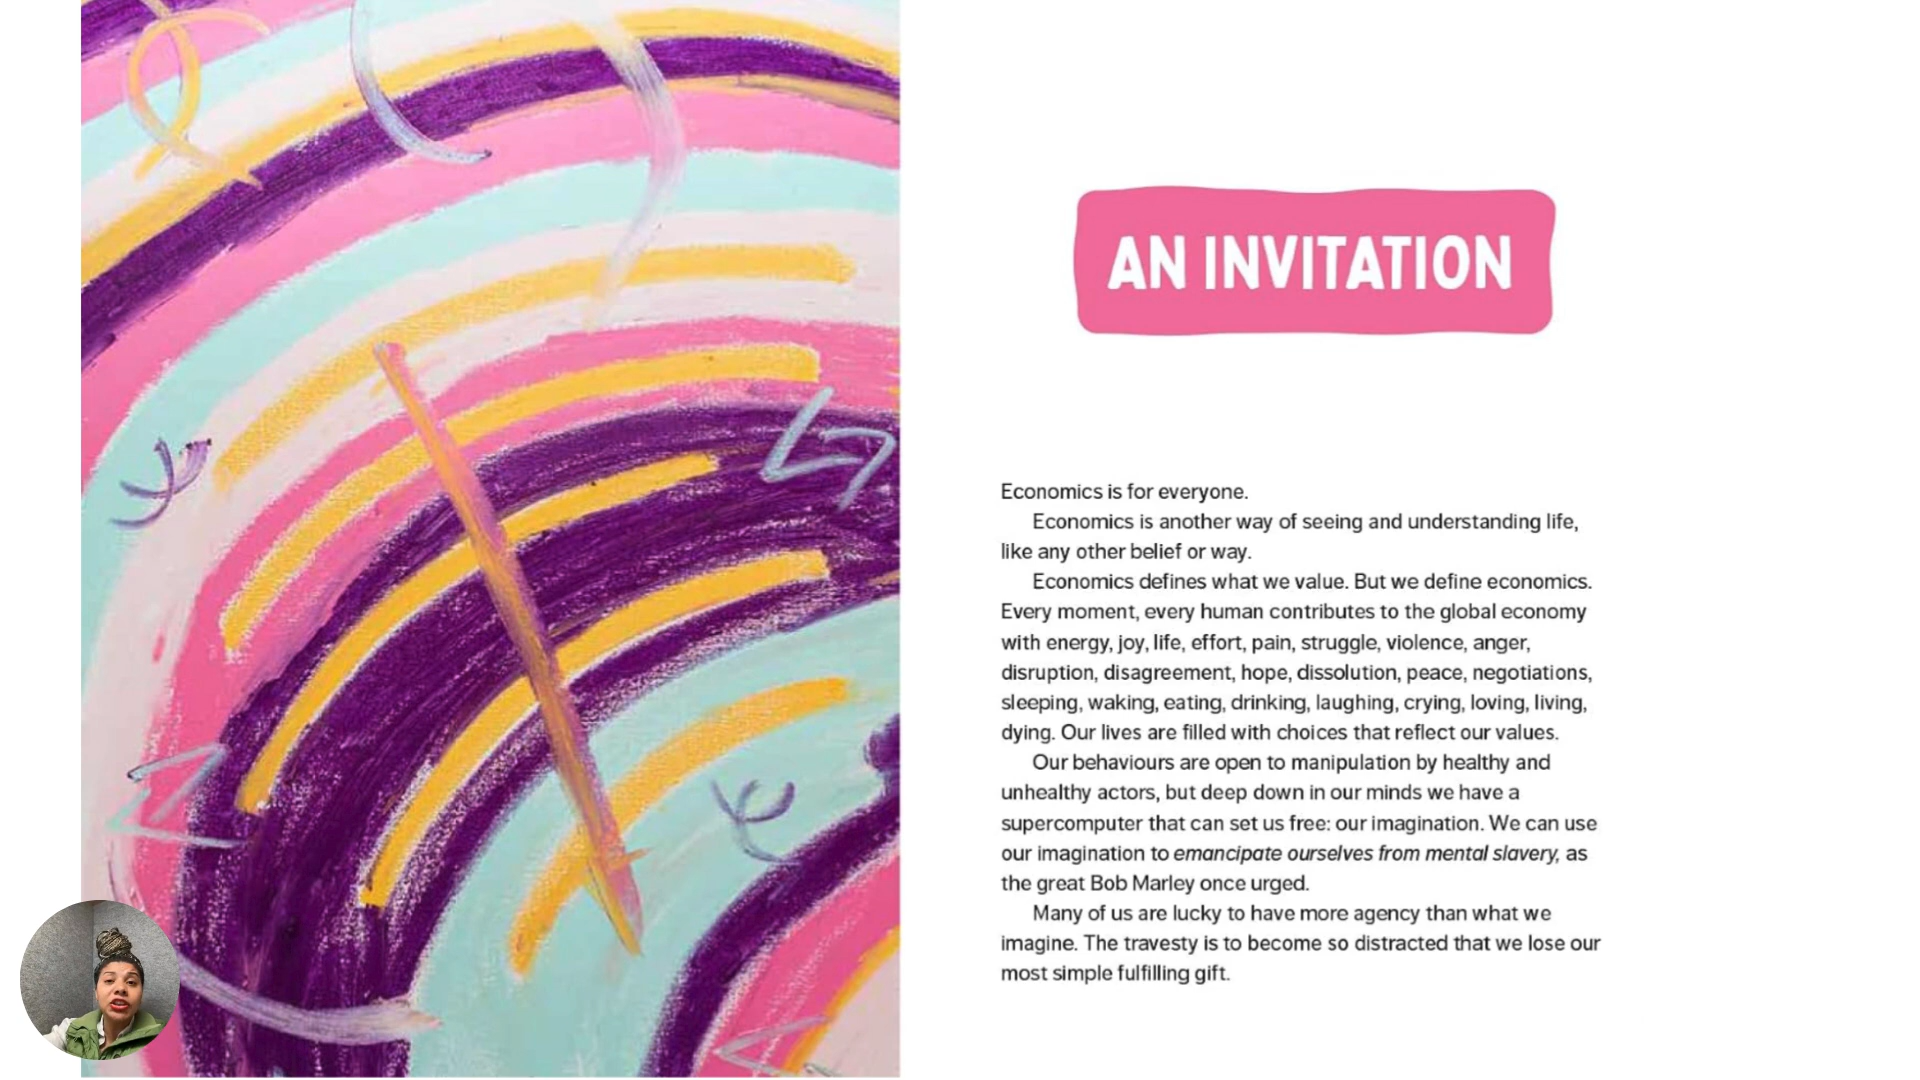 AN INVITATION
Economics is for everyone.
Economics is another way of seeing and understanding life,
like any other belief or way.
Economics defines what we value. But we define economics.
Every moment, every human contributes to the global economy
with energy, joy, life, effort, pain, struggle, violence, anger,
disruption, disagreement, hope, dissolution, peace, negotiations,
sleeping, waking, eating, drinking, laughing, crying, loving, living,
dying. Our lives are filled with choices that reflect our values.
Our behaviours are open to manipulation by healthy and
unhealthy actors, but deep down in our minds we have a
supercomputer that can set us free: our imagination. We can use
our imagination to emancipate ourselves from mental slavery, as
the great Bob Marley once urged.
Many of us are lucky to have more agency than what we
imagine. The travesty is to become so distracted that we lose our
most simple fulfilling gift.